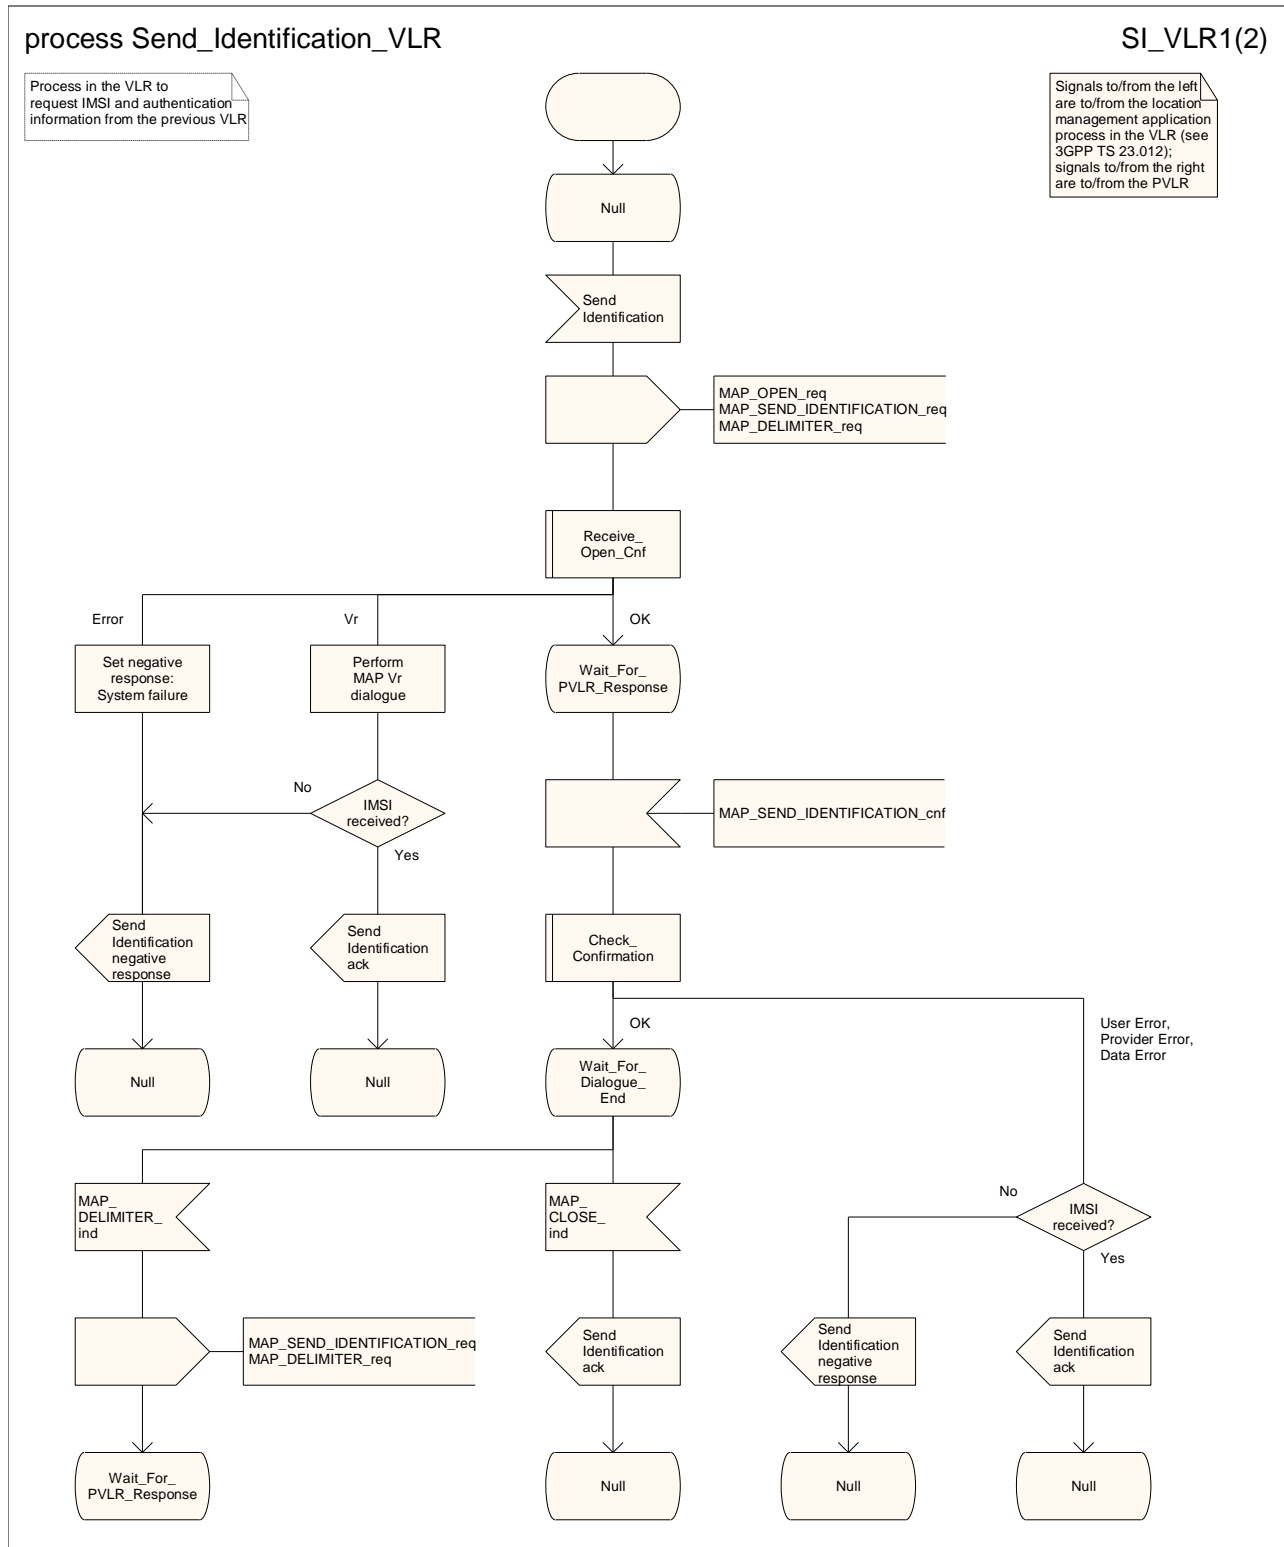 process Send_Identification_VLR
SI_VLR1(2)
Process in the VLR to
request IMSI and authentication
information from the previous VLR
Signals to/from the left
are to/from the location
management application
process in the VLR (see
3GPP TS 23.012);
signals to/from the right
are to/from the PVLR
Null
Send
Identification
MAP_OPEN_req
MAP_SEND_IDENTIFICATION_req
MAP_DELIMITER_req
Receive_
Open_Cnf
Error
Vr
OK
Set negative
response:
System failure
Perform
MAP Vr
dialogue
Wait_For_
PVLR_Response
No
IMSI
received?
Yes
MAP_SEND_IDENTIFICATION_cnf
Send
Identification
negative
response
Send
Identification
ack
Check_
Confirmation
OK
User Error,
Provider Error,
Data Error
Null
Null
Wait_For_
Dialogue_
End
MAP_
DELIMITER_
ind
MAP_
CLOSE_
ind
No
IMSI
received?
Yes
MAP_SEND_IDENTIFICATION_req
MAP_DELIMITER_req
Send
Identification
ack
Send
Identification
negative
response
Send
Identification
ack
Wait_For_
PVLR_Response
Null
Null
Null